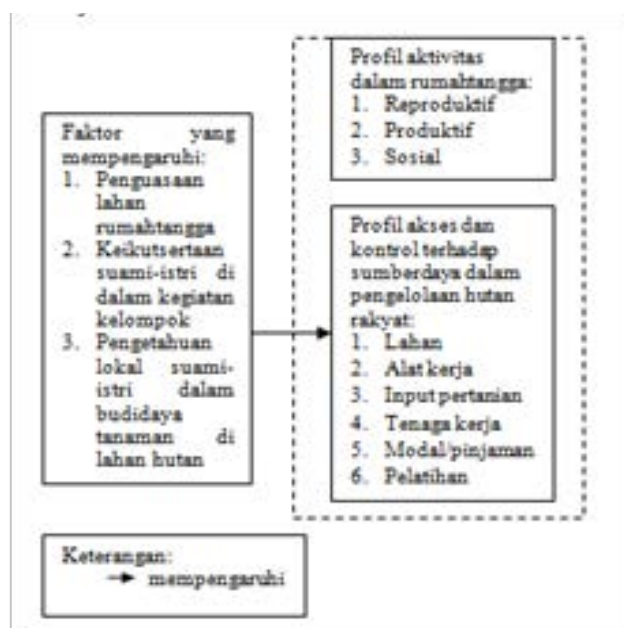 Faktor yang
mempengaruhi:
1. Penguasaan
lahan
rumahtangga
2. Keikutsertaan
suami-istri di
dalam kegiatan
kelompok
3. Pengetahuan
lokal suami-
istri dalam
budidaya
tanaman di
lahan hutan
Profil aktivitas
dalam rumahtangga:
1. Reproduktif
2. Produktif
3. Sosial
Profil akses dan
kontrol terhadap
sumberdaya dalam
pengelolaan hutan
rakyat:
1. Lahan
2. Alat kerja
3. Input pertanian
4. Tenaga kerja
5. Modal/pinjaman
6. Pelatihan
Keterangan:
mempengaruhi